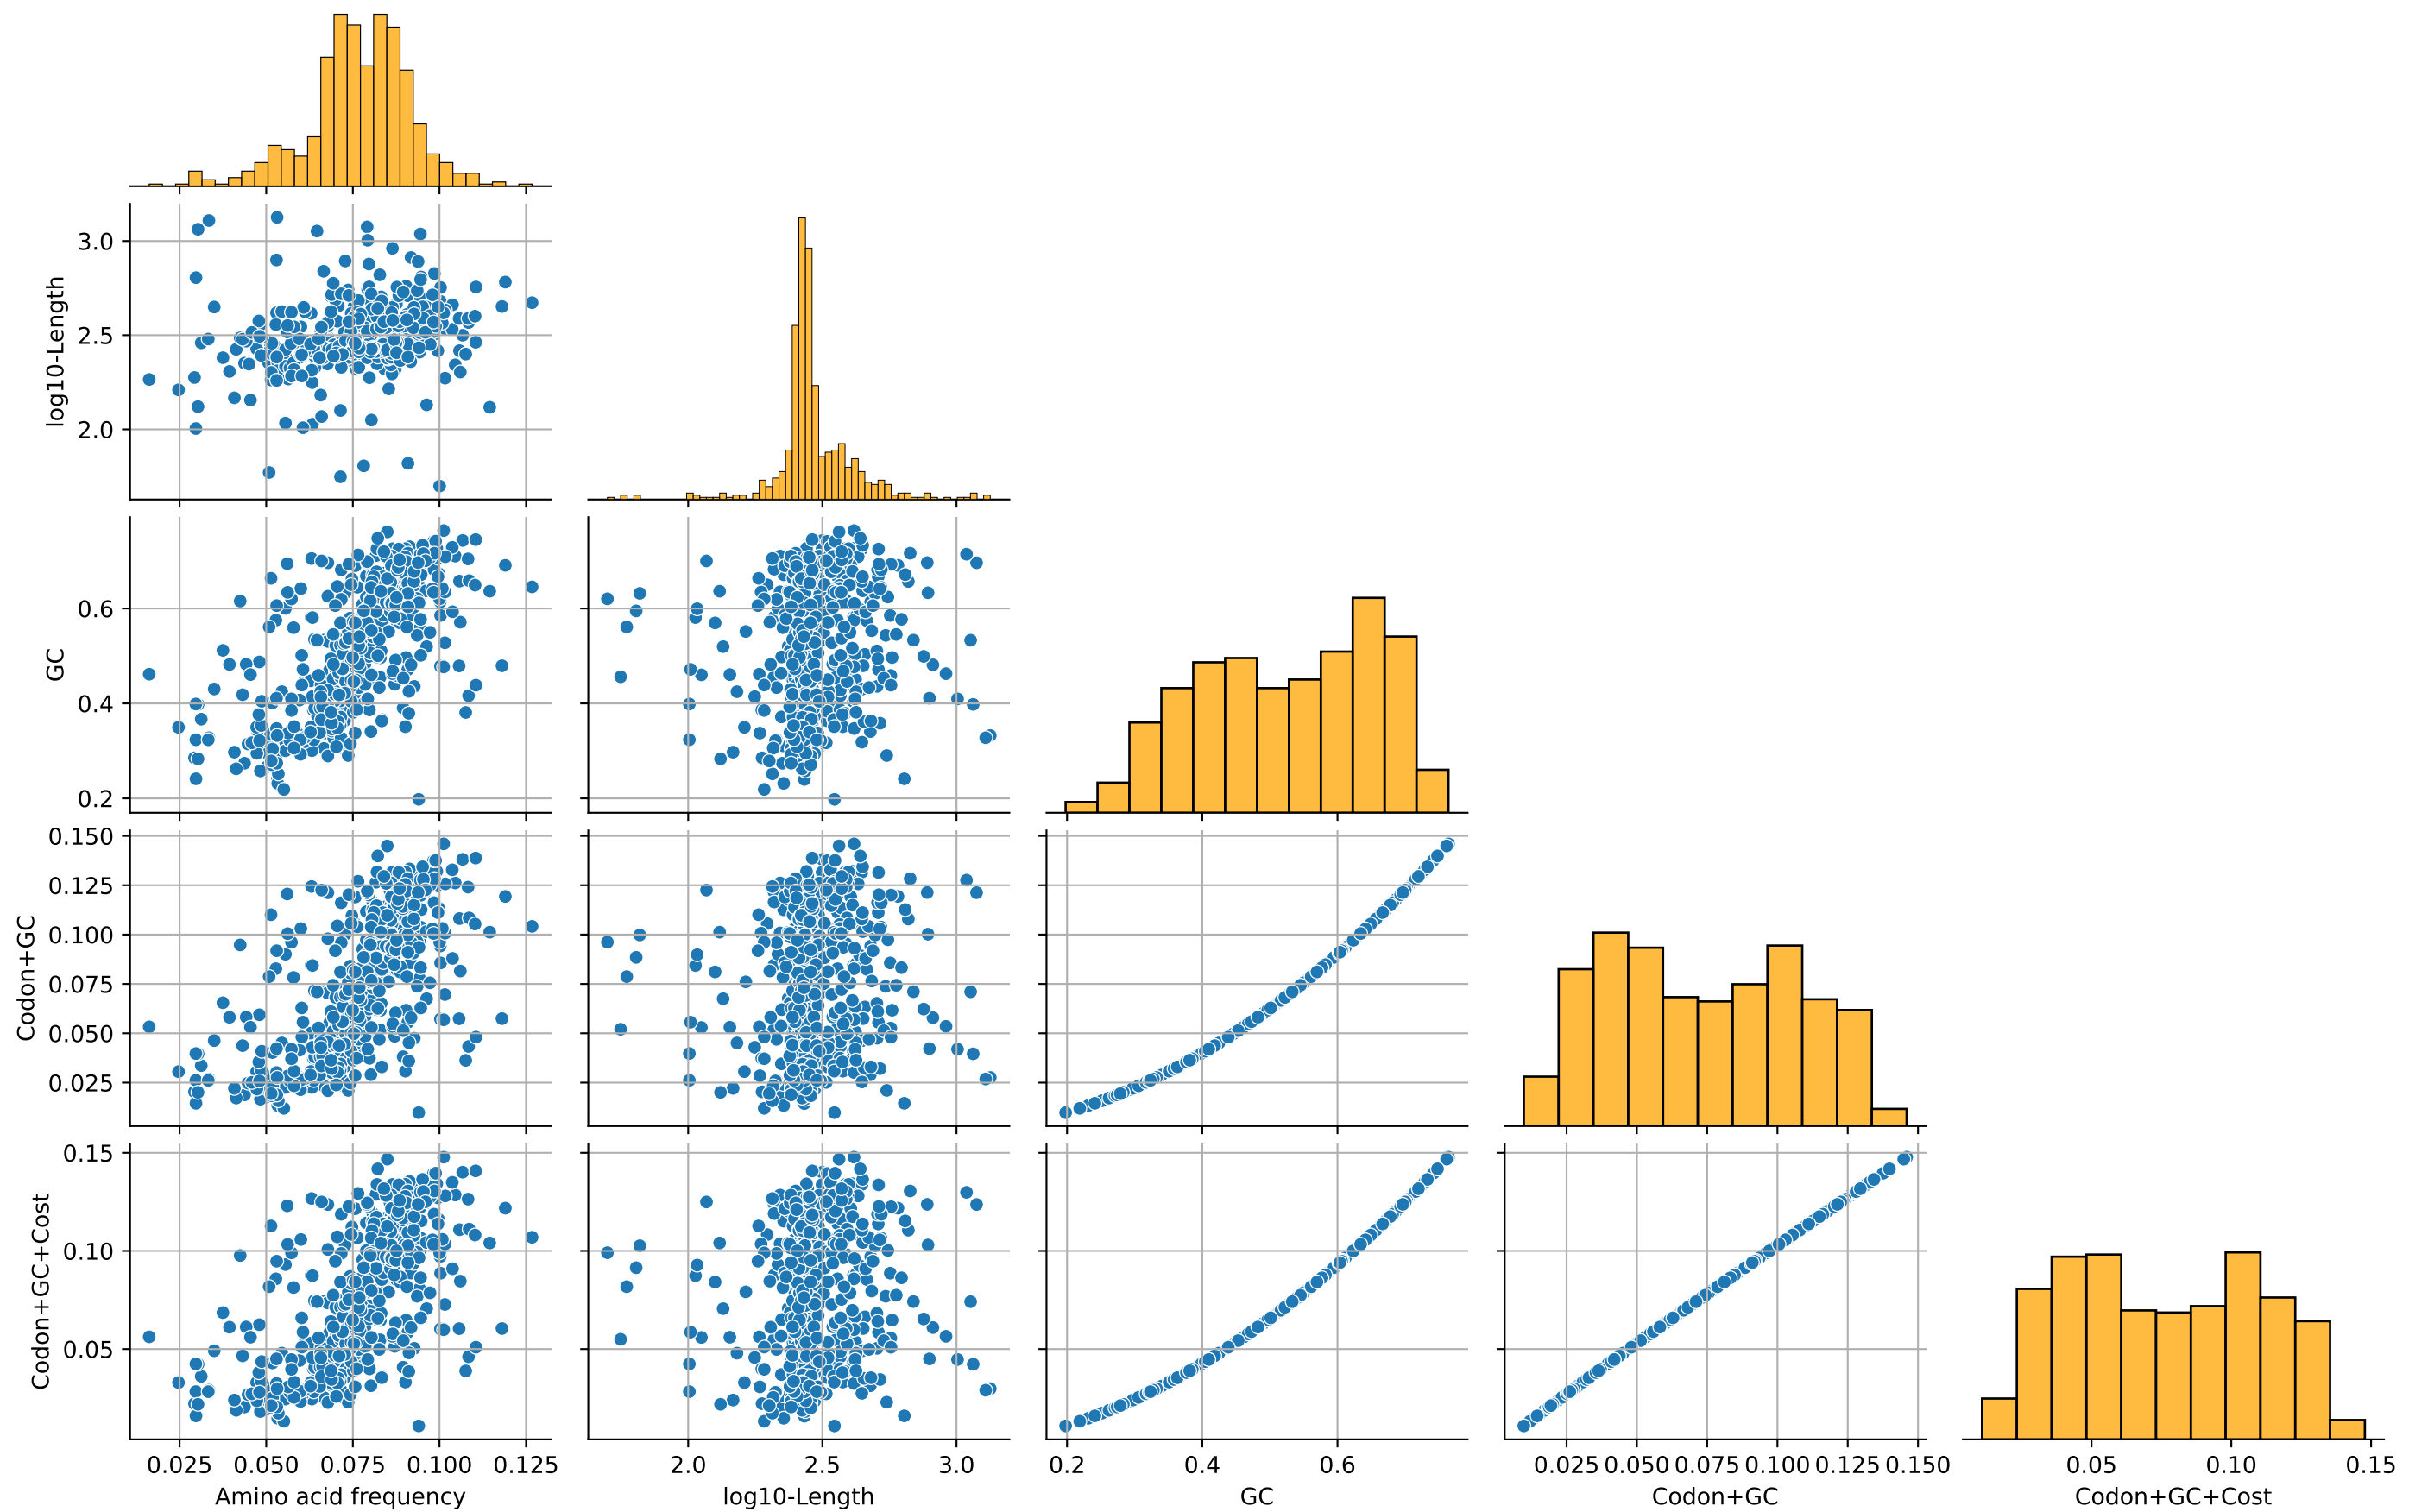 3.0
2.5
2.0
log10-Length
0.6
0.4
0.2
GC
0.150
0.125
0.100
0.075
0.050
0.025
Codon+GC
0.15
0.10
0.05
Codon+GC+Cost
0.025 0.050 0.075 0.100 0.125
Amino acid frequency
2.0 2.5 3.0
log10-Length
0.2 0.4 0.6
GC
0.025 0.050 0.075 0.100 0.125 0.150
Codon+GC
0.05 0.10 0.15
Codon+GC+Cost